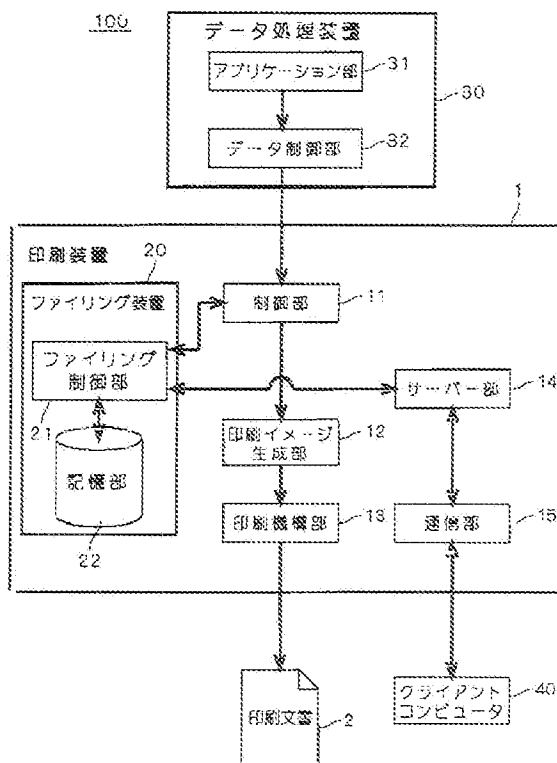 100
データ処理装置
アプリケーション部
31
30
データ制御部
32
1
印刷装置
20
ファイリング装置
制御部
11
ファイリング
制御部
21
サーバー部
14
印刷イメージ
生成部
12
記憶部
22
印刷機構部
13
通信部
15
印刷文書
2
クライアント
コンピュータ
40